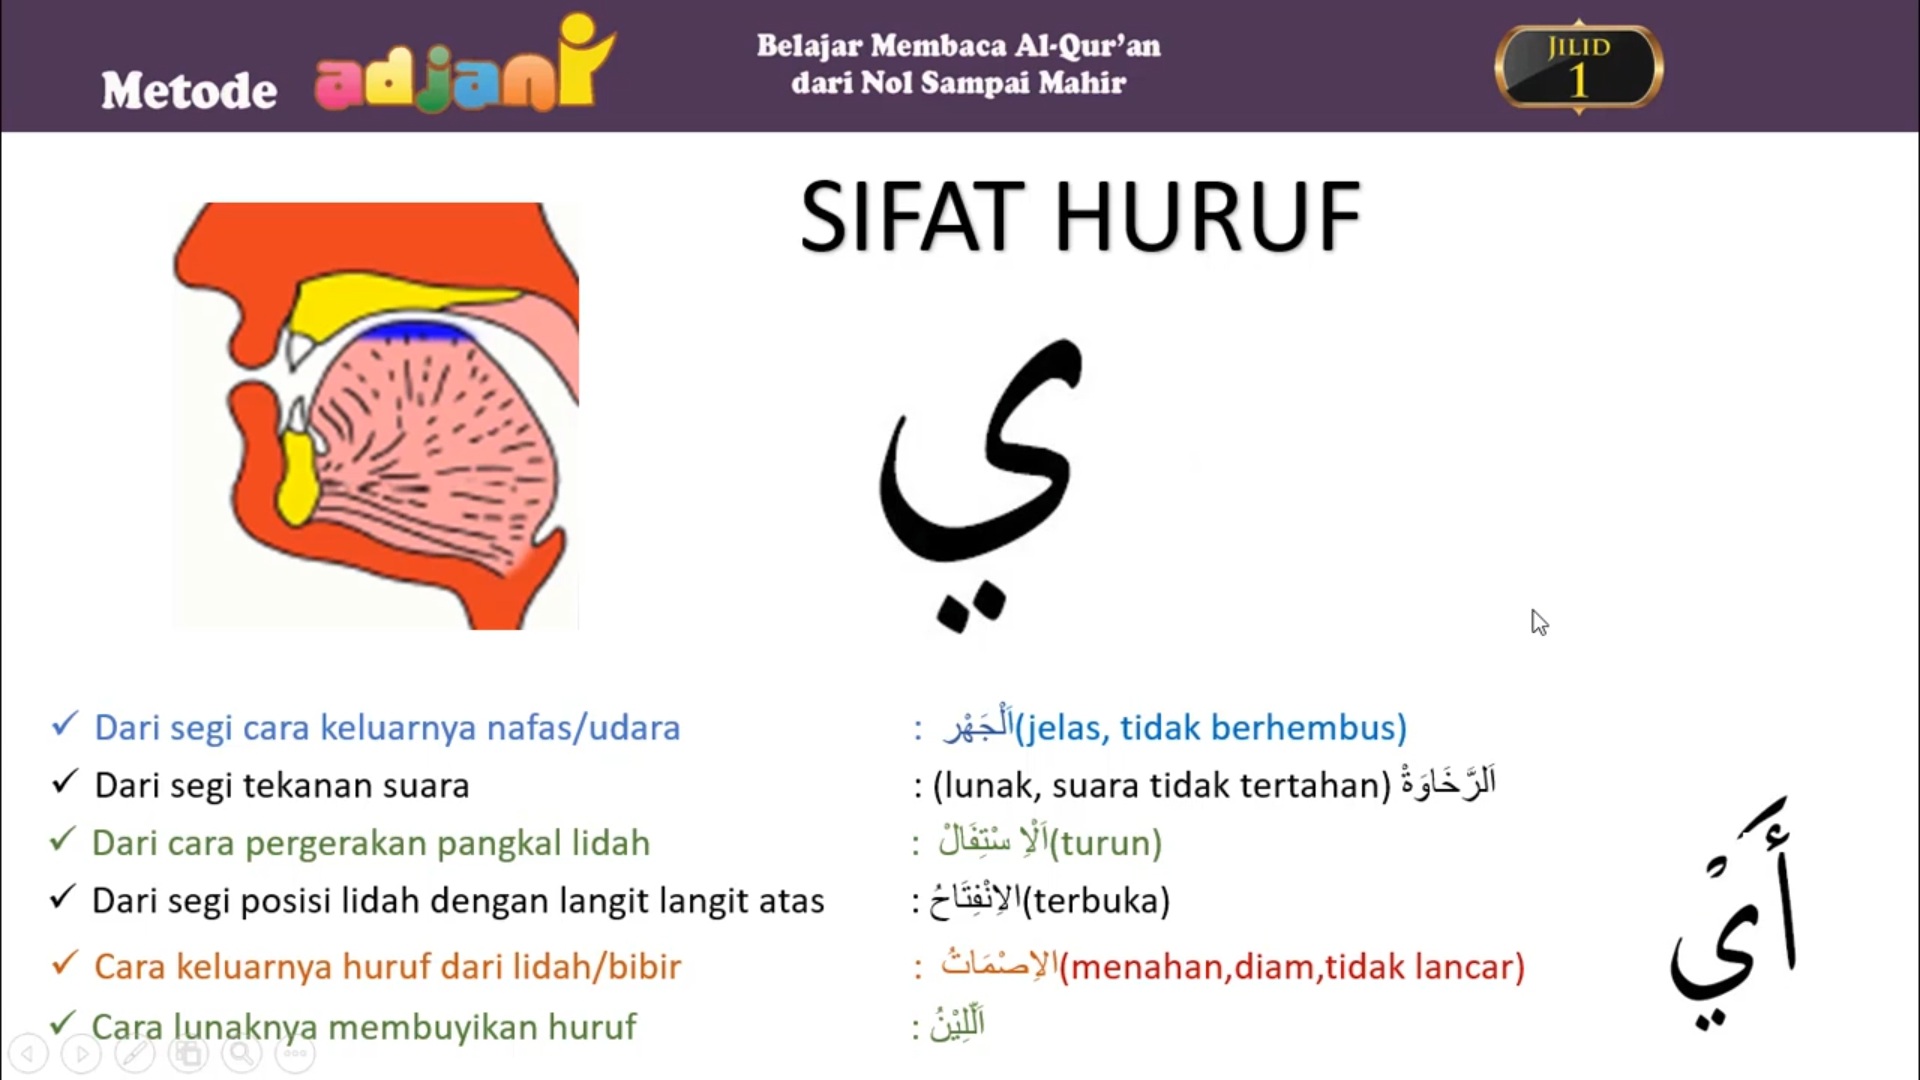 Metode adjani
Belajar Membaca Al-Qur'an
dari Nol Sampai Mahir
JILID
1
SIFAT HURUF
ي
✓ Dari segi cara keluarnya nafas/udara : اَلْجَهْر(jelas, tidak berhembus)
✓ Dari segi tekanan suara : (lunak, suara tidak tertahan) اَلرَّخَاوَةْ
✓ Dari cara pergerakan pangkal lidah : اَلْاِ سْتِفَالْ(turun)
✓ Dari segi posisi lidah dengan langit langit atas : الاِنْفِتَاحُ(terbuka)
✓ Cara keluarnya huruf dari lidah/bibir : الاِصْمَاتُ(menahan,diam,tidak lancar)
✓ Cara lunaknya membuyikan huruf : اَلّلِيْنُ
أَيْ